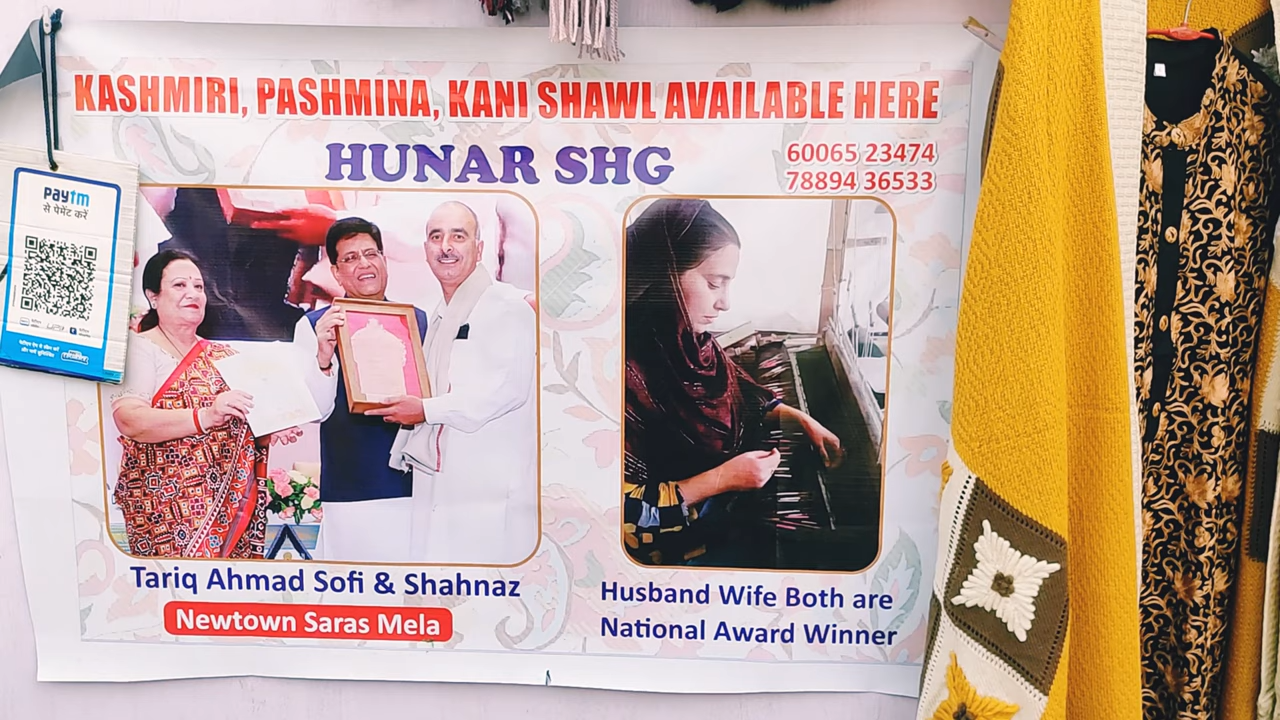 KASHMIRI, PASHMINA, KANI SHAWL AVAILABLE HERE
HUNAR SHG
60065 23474
78894 36533
paytm
से पेमेंट करें
Tariq Ahmad Sofi & Shahnaz
Newtown Saras Mela
Husband Wife Both are
National Award Winner